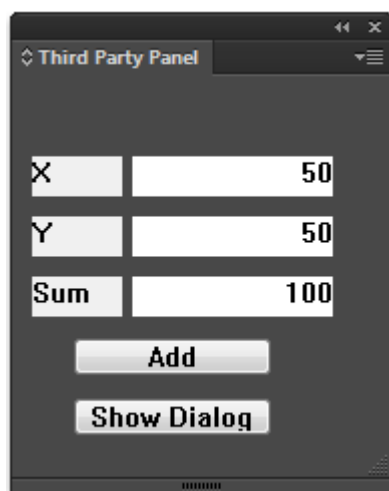 Third Party Panel
X 50
Y 50
Sum 100
Add
Show Dialog